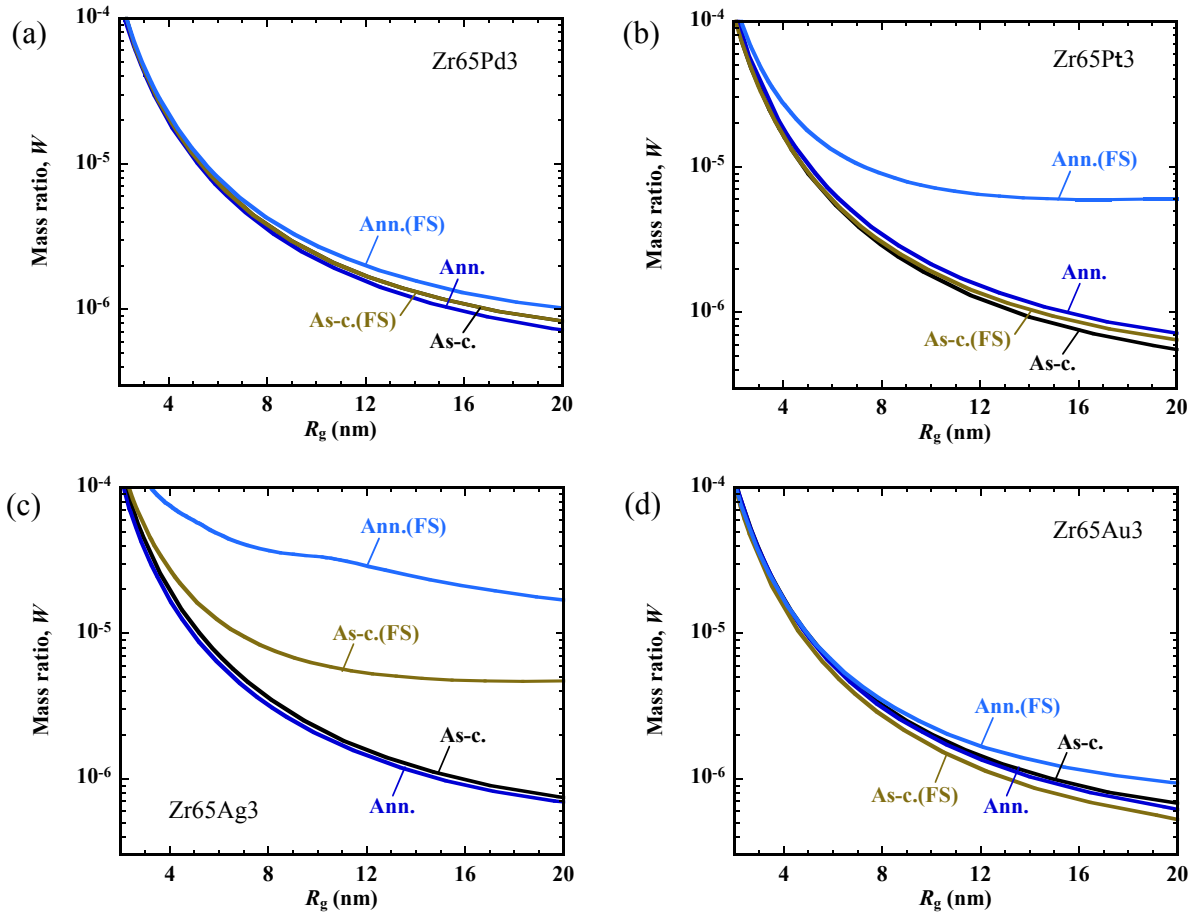 (a)
Zr65Pd3
Mass ratio, W
10-4
10-5
10-6
Ann.(FS)
Ann.
As-c.(FS)
As-c.
4 8 12 16 20
Rg (nm)
(b)
Zr65Pt3
Mass ratio, W
10-4
10-5
10-6
Ann.(FS)
Ann.
As-c.(FS)
As-c.
4 8 12 16 20
Rg (nm)
(c)
Mass ratio, W
10-4
10-5
10-6
Ann.(FS)
As-c.(FS)
As-c.
Ann.
Zr65Ag3
4 8 12 16 20
Rg (nm)
(d)
Zr65Au3
Mass ratio, W
10-4
10-5
10-6
Ann.(FS)
As-c.
As-c.(FS)
Ann.
4 8 12 16 20
Rg (nm)